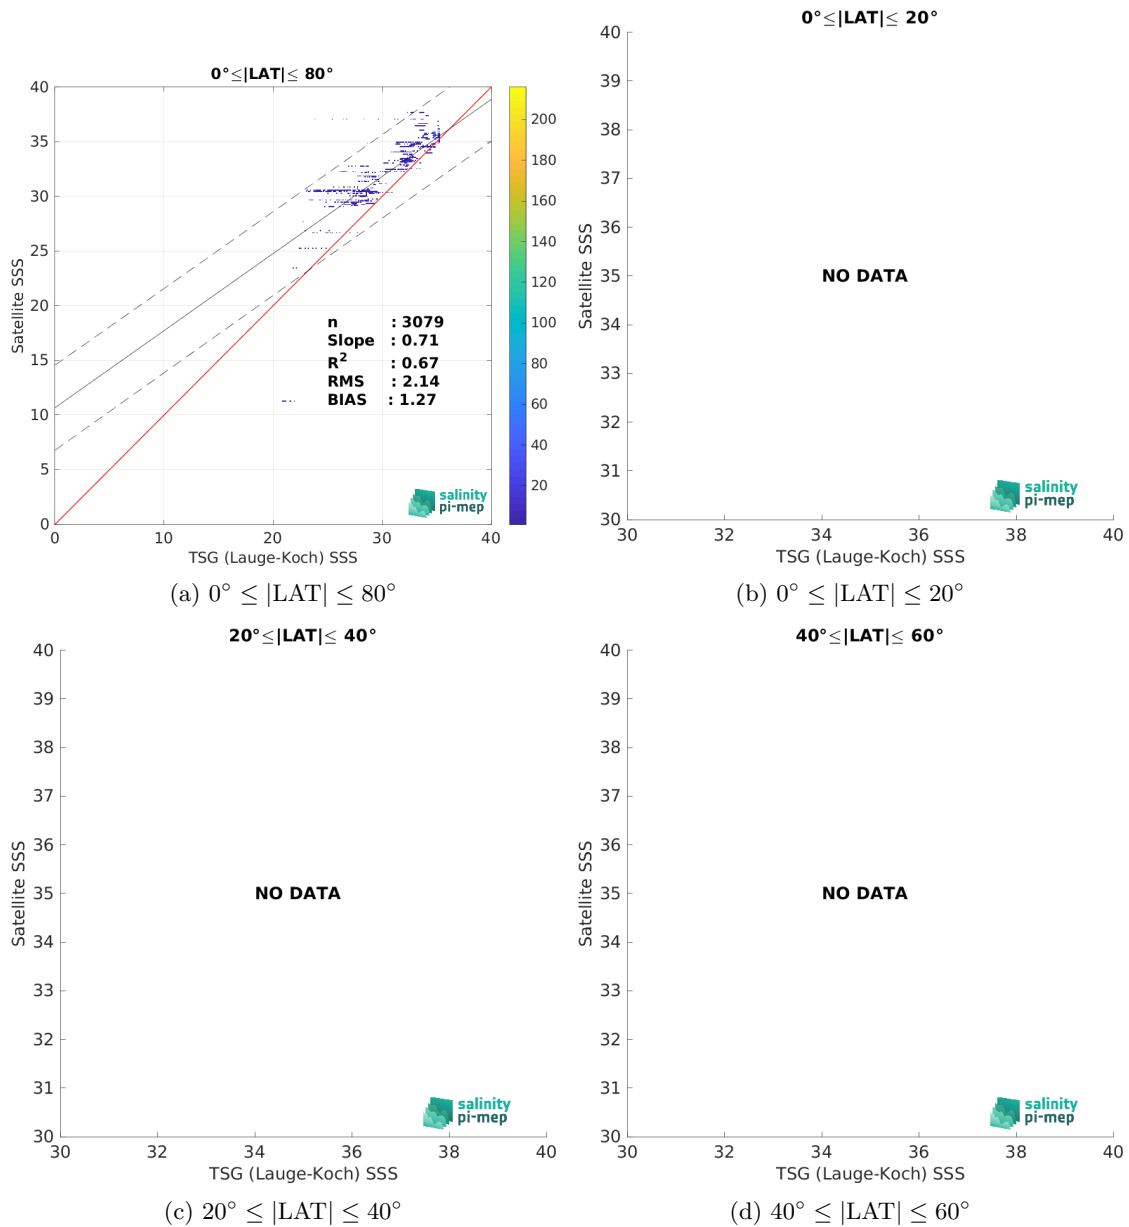 0°≤|LAT|≤ 80°
40
35
30
25
20
15
10
5
0
Satellite SSS
0
10
20
30
40
TSG (Lauge-Koch) SSS
n : 3079
Slope : 0.71
R² : 0.67
RMS : 2.14
BIAS : 1.27
salinity
pi-mep
200
180
160
140
120
100
80
60
40
20
(a) 0° ≤ |LAT| ≤ 80°
0°≤|LAT|≤ 20°
40
39
38
37
36
35
34
33
32
31
30
Satellite SSS
NO DATA
salinity
pi-mep
30
32
34
36
38
40
TSG (Lauge-Koch) SSS
(b) 0° ≤ |LAT| ≤ 20°
20°≤|LAT|≤ 40°
40
39
38
37
36
35
34
33
32
31
30
Satellite SSS
NO DATA
salinity
pi-mep
30
32
34
36
38
40
TSG (Lauge-Koch) SSS
(c) 20° ≤ |LAT| ≤ 40°
40°≤|LAT|≤ 60°
40
39
38
37
36
35
34
33
32
31
30
Satellite SSS
NO DATA
salinity
pi-mep
30
32
34
36
38
40
TSG (Lauge-Koch) SSS
(d) 40° ≤ |LAT| ≤ 60°